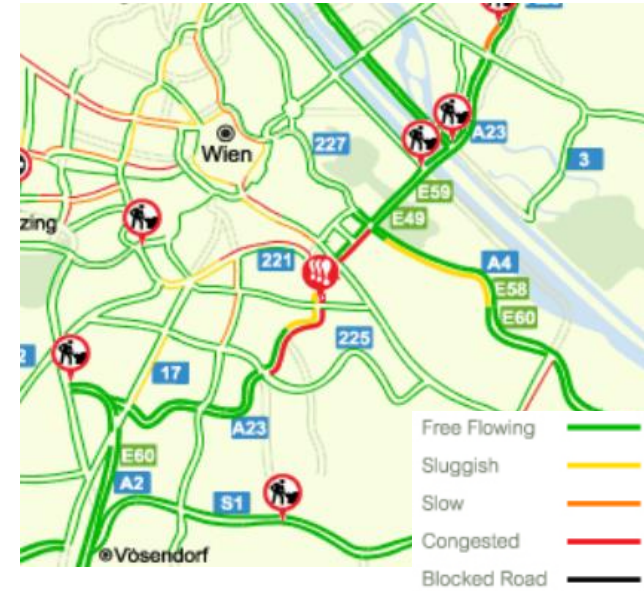 Wien
227
A23
3
E59
zing
E49
221
A4
E58
E60
225
17
A23
E60
A2
S1
Vösendorf
Free Flowing
Sluggish
Slow
Congested
Blocked Road